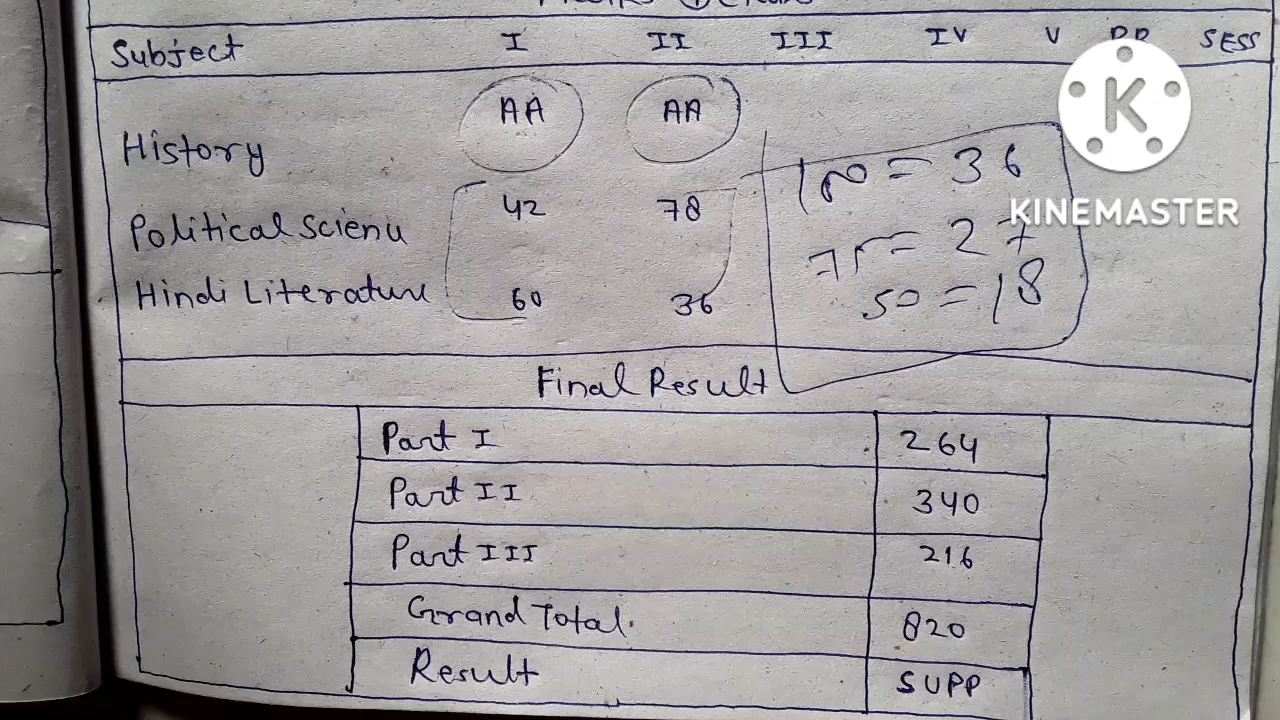 Subject I II III IV V SESS
History AA AA
Political Scienu 42 78
Hindi Literature 60 36
100 = 36
75 = 27
50 = 18
K
KINEMASTER
Final Result
Part I 264
Part II 340
Part III 216
Grand Total 820
Result SUPP